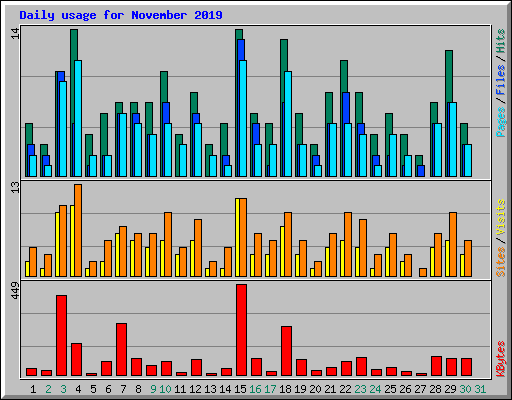 Daily usage for November 2019
14
Pages / Files / Hits
13
Sites / Visits
449
KBytes
1 2 3 4 5 6 7 8 9 10 11 12 13 14 15 16 17 18 19 20 21 22 23 24 25 26 27 28 29 30 31